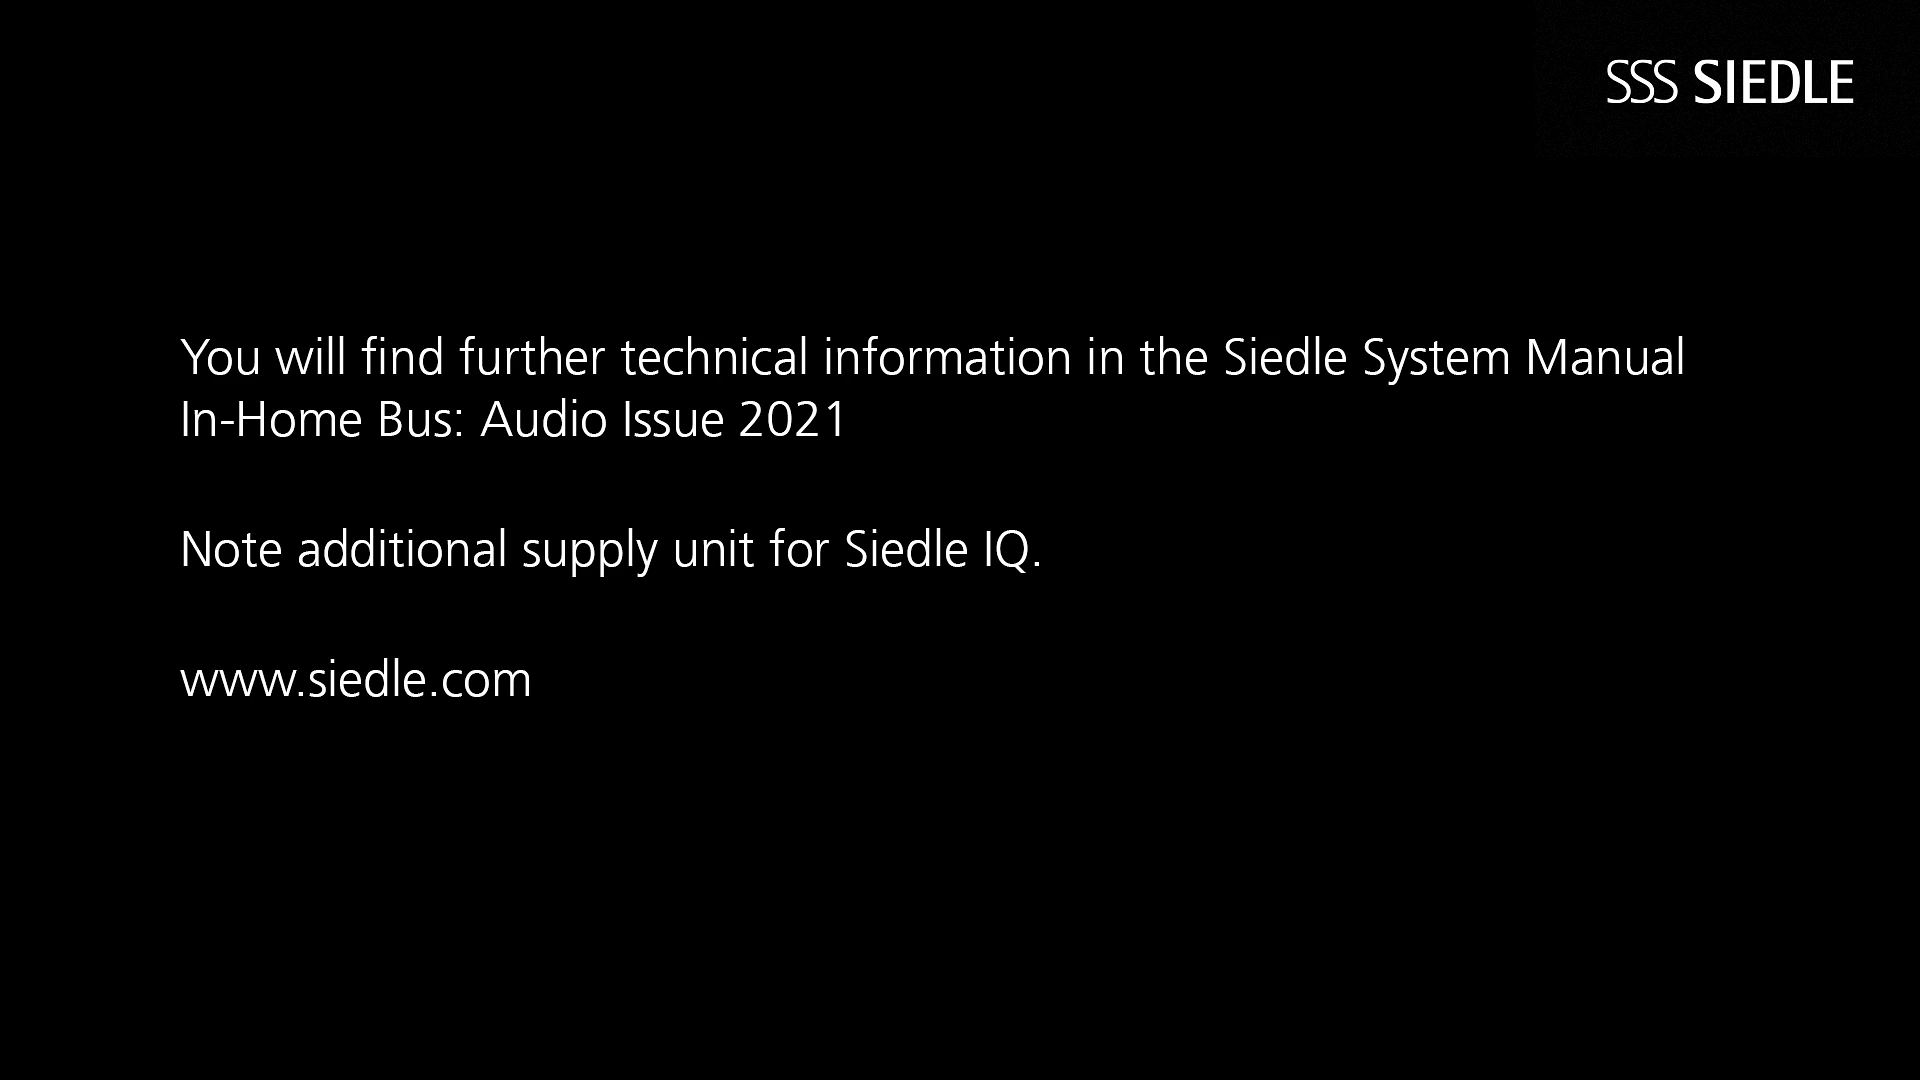 SSS SIEDLE
You will find further technical information in the Siedle System Manual
In-Home Bus: Audio Issue 2021
Note additional supply unit for Siedle IQ.
www.siedle.com